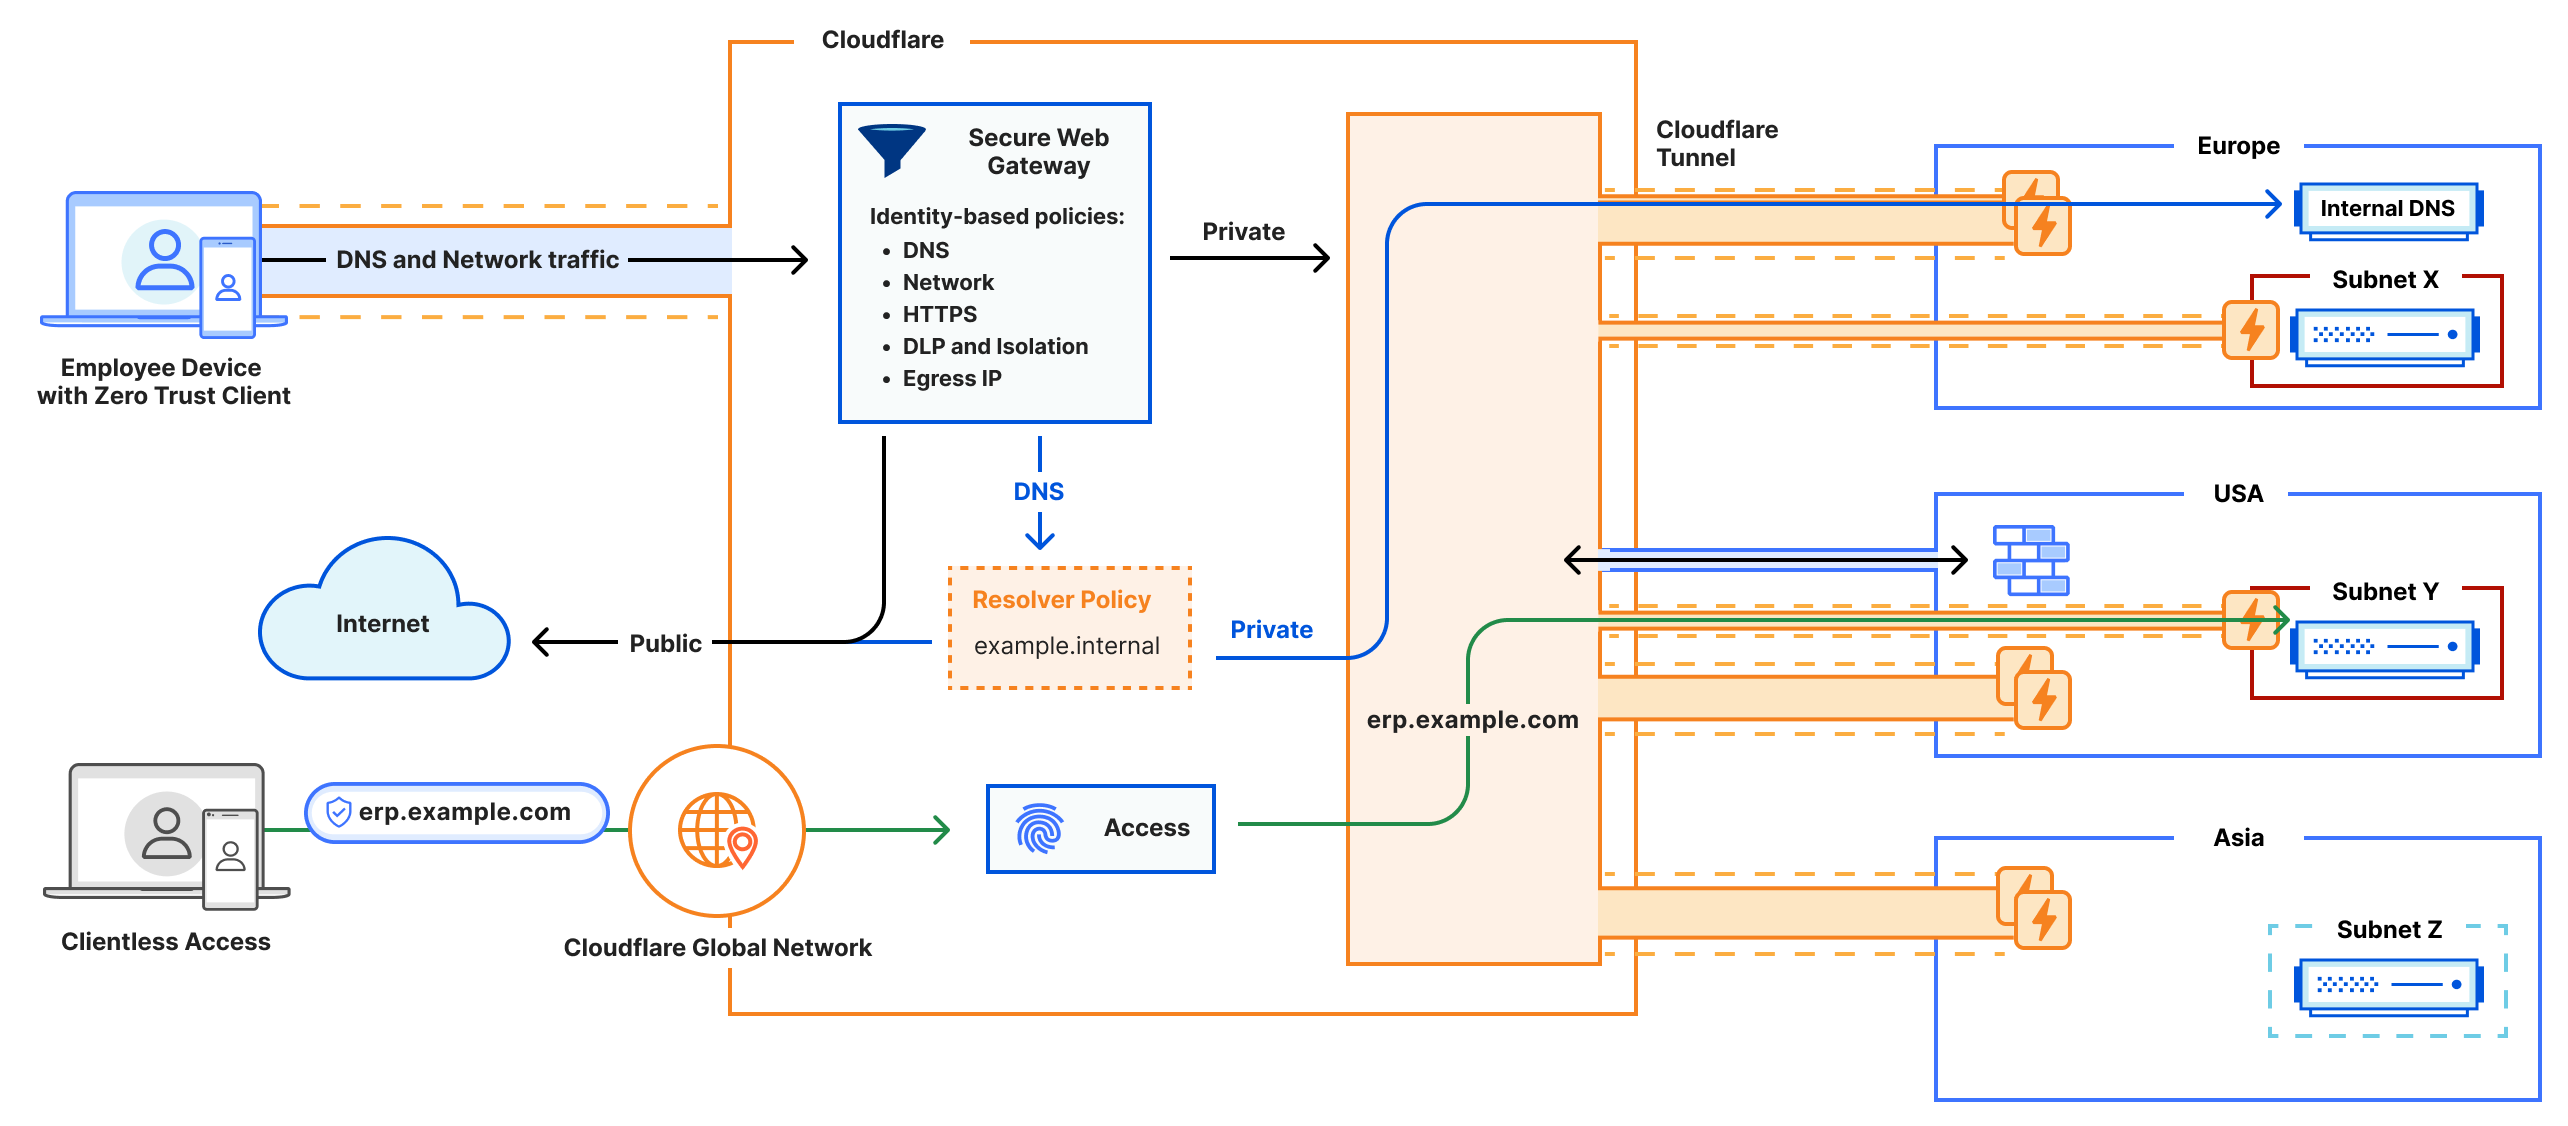 Cloudflare
Secure Web
Gateway
Identity-based policies:
• DNS
• Network
• HTTPS
• DLP and Isolation
• Egress IP
DNS and Network traffic
Employee Device
with Zero Trust Client
Private
Cloudflare
Tunnel
Europe
Internal DNS
Subnet X
DNS
Resolver Policy
example.internal
Private
Public
Internet
USA
Subnet Y
erp.example.com
erp.example.com
Access
Clientless Access
Cloudflare Global Network
Asia
Subnet Z